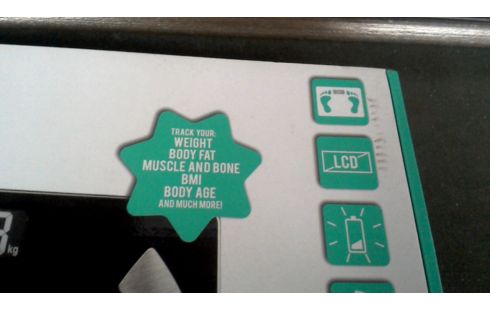 TRACK YOUR:
WEIGHT
BODY FAT
MUSCLE AND BONE
BMI
BODY AGE
AND MUCH MORE!
LCD
kg